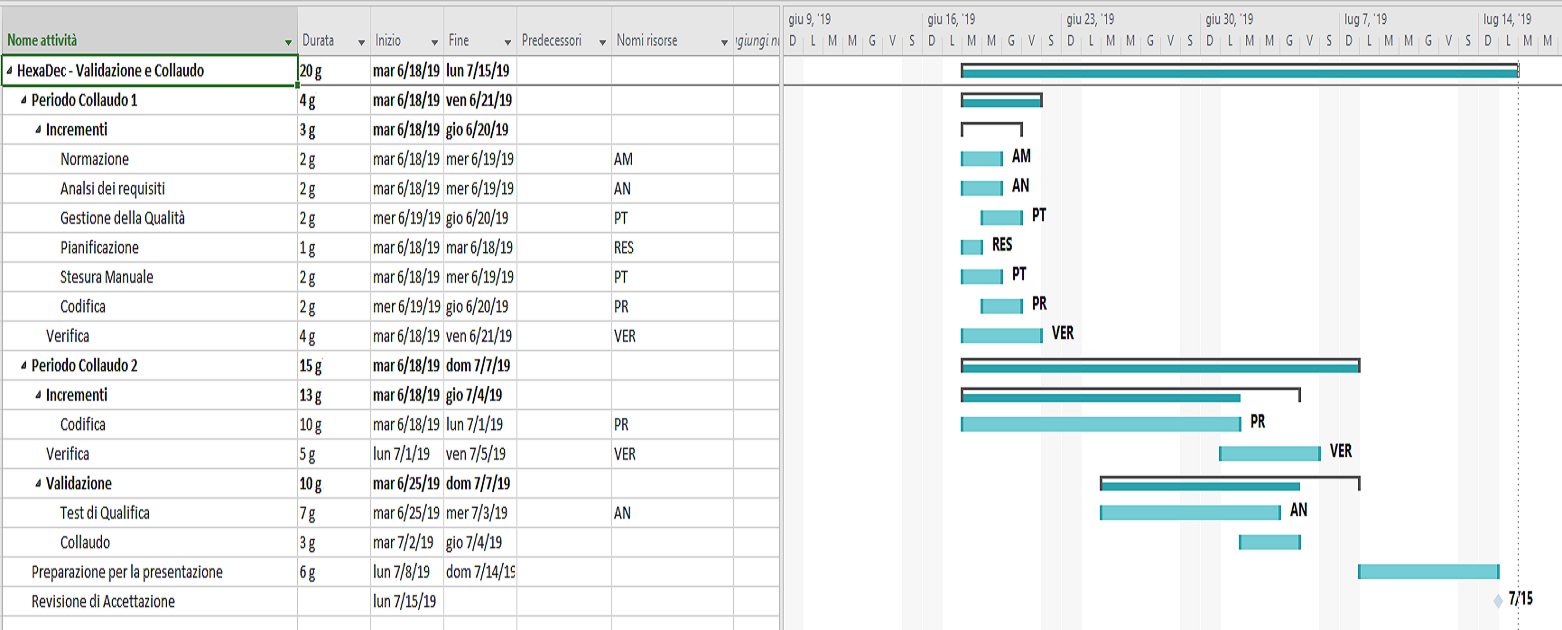 giu 9, '19 giu 16, '19 giu 23, '19 giu 30, '19 lug 7, '19 lug 14, '19
Nome attività Durata Inizio Fine Predecessori Nomi risorse D L M M G V S D L M M G V S D L M M G V S D L M M G V S D L M M G V S D L M M
HexaDec - Validazione e Collaudo 20 g mar 6/18/19 lun 7/15/19
Periodo Collaudo 1 4 g mar 6/18/19 ven 6/21/19
Incrementi 3 g mar 6/18/19 gio 6/20/19
Normazione 2 g mar 6/18/19 mer 6/19/19 AM AM
Analsi dei requisiti 2 g mar 6/18/19 mer 6/19/19 AN AN
Gestione della Qualità 2 g mer 6/19/19 gio 6/20/19 PT PT
Pianificazione 1 g mar 6/18/19 mar 6/18/19 RES RES
Stesura Manuale 2 g mar 6/18/19 mer 6/19/19 PT PT
Codifica 2 g mer 6/19/19 gio 6/20/19 PR PR
Verifica 4 g mar 6/18/19 ven 6/21/19 VER VER
Periodo Collaudo 2 15 g mar 6/18/19 dom 7/7/19
Incrementi 13 g mar 6/18/19 gio 7/4/19
Codifica 10 g mar 6/18/19 lun 7/1/19 PR PR
Verifica 5 g lun 7/1/19 ven 7/5/19 VER VER
Validazione 10 g mar 6/25/19 dom 7/7/19
Test di Qualifica 7 g mar 6/25/19 mer 7/3/19 AN AN
Collaudo 3 g mar 7/2/19 gio 7/4/19
Preparazione per la presentazione 6 g lun 7/8/19 dom 7/14/19
Revisione di Accettazione lun 7/15/19 7/15